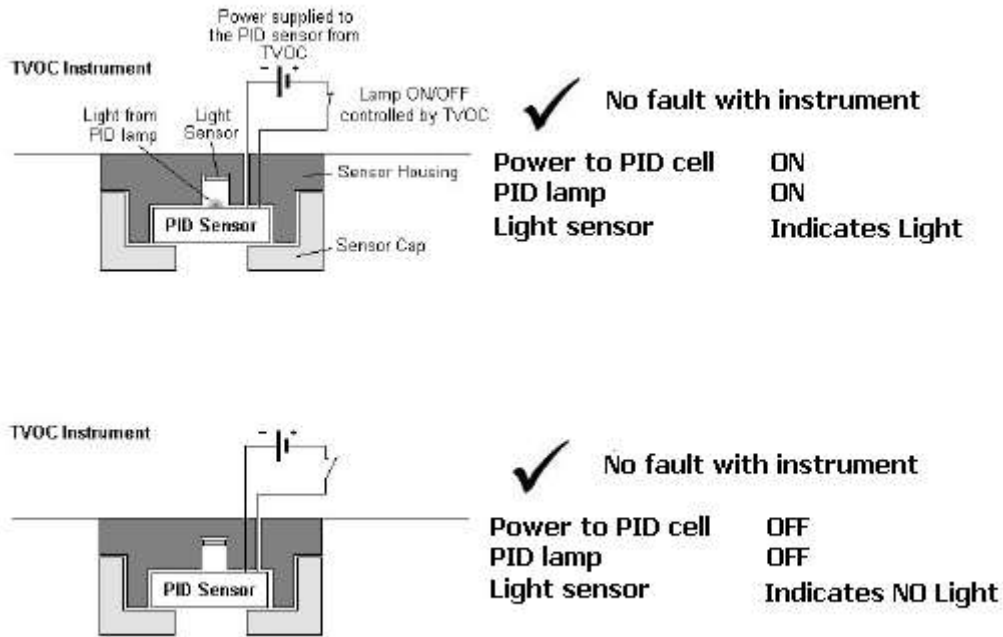 Power supplied to
the PID sensor from
TVOC
TVOC Instrument
- +
Light from
PID lamp
Light
Sensor
Lamp ON/OFF
controlled by TVOC
Sensor Housing
PID Sensor
Sensor Cap
No fault with instrument
Power to PID cell ON
PID lamp ON
Light sensor Indicates Light
TVOC Instrument
- +
PID Sensor
No fault with instrument
Power to PID cell OFF
PID lamp OFF
Light sensor Indicates NO Light